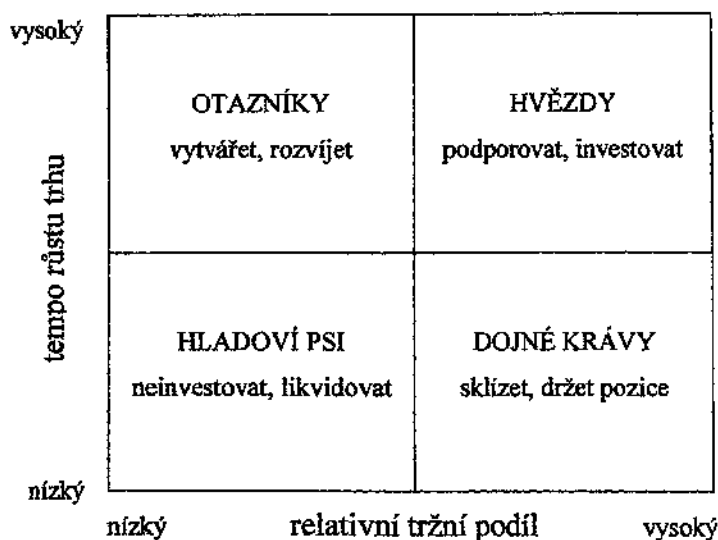 vysoký
OTAZNÍKY
vytvářet, rozvíjet
HVĚZDY
podporovat, investovat
tempo růstu trhu
HLADOVÍ PSI
neinvestovat, likvidovat
DOJNÉ KRÁVY
sklízet, držet pozice
nízký
nízký
relativní tržní podíl
vysoký